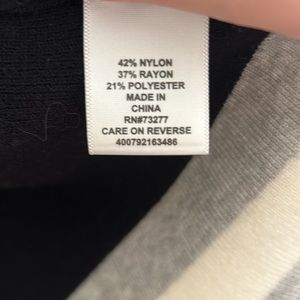 42% NYLON
37% RAYON
21% POLYESTER
MADE IN
CHINA
RN#73277
CARE ON REVERSE
400792163486